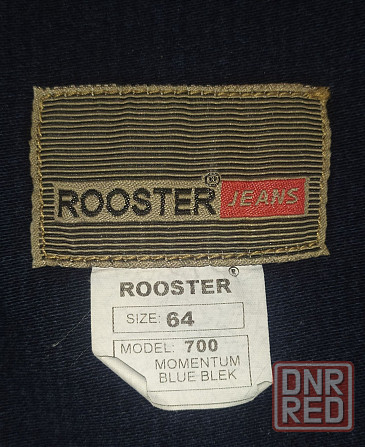 ROOSTER®
JEANS
ROOSTER®
SIZE: 64
MODEL: 700
MOMENTUM
BLUE BLEK
DNR
RED